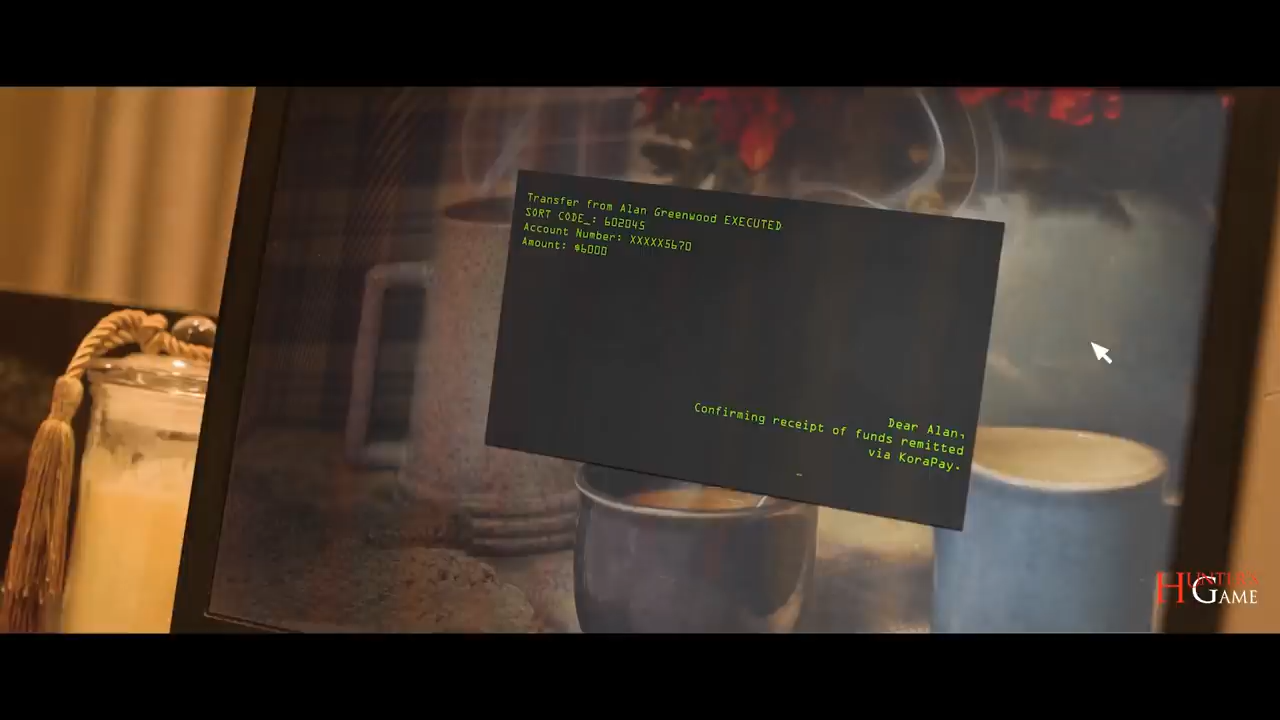 Transfer from Alan Greenwood EXECUTED
SORT CODE_: 602045
Account Number: XXXXX5670
Amount: $6000
Dear Alan,
Confirming receipt of funds remitted
via KoraPay.
_
HUNTER'S
GAME